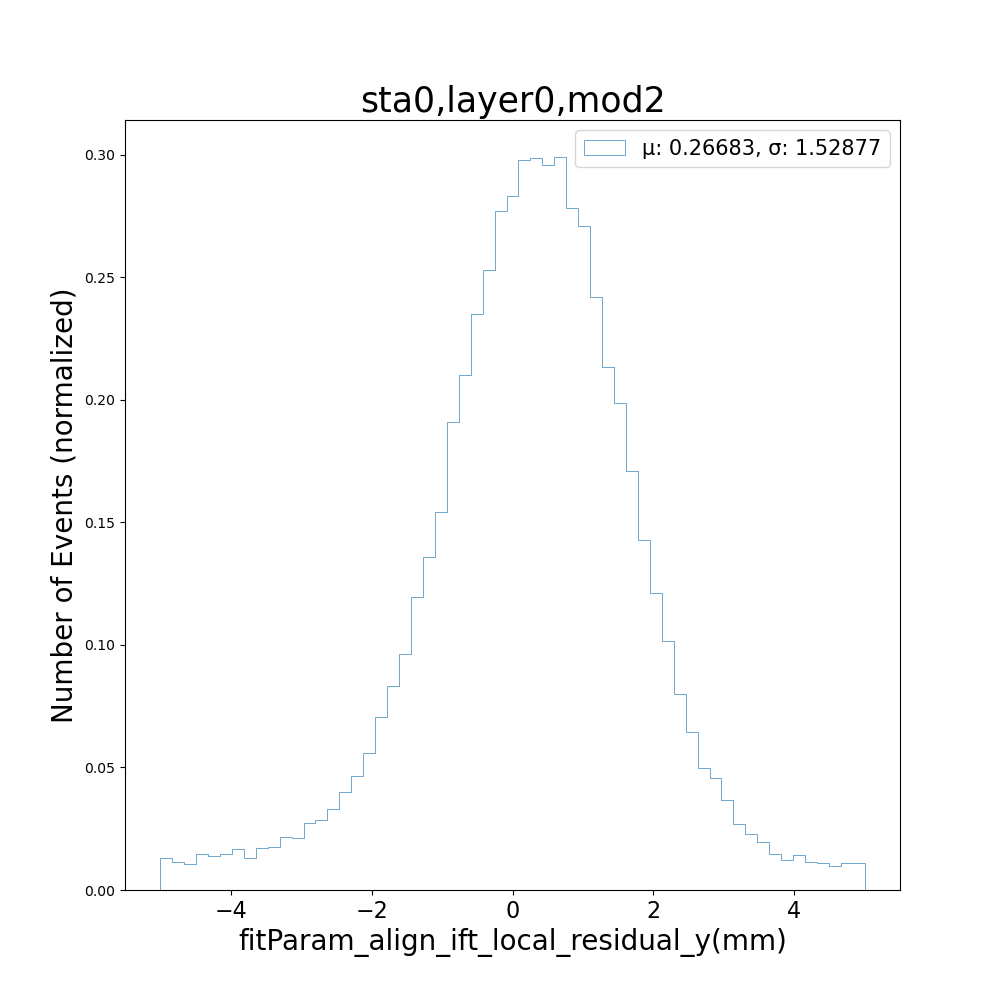 sta0,layer0,mod2
μ: 0.26683, σ: 1.52877
Number of Events (normalized)
0.30
0.25
0.20
0.15
0.10
0.05
0.00
−4 −2 0 2 4
fitParam_align_ift_local_residual_y(mm)